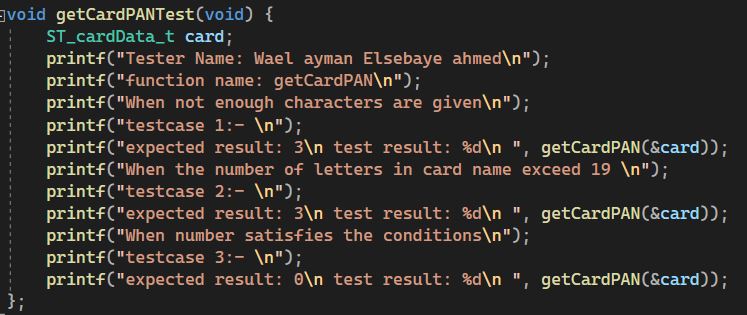 void getCardPANTest(void) {
    ST_cardData_t card;
    printf("Tester Name: Wael ayman Elsebaye ahmed\n");
    printf("function name: getCardPAN\n");
    printf("When not enough characters are given\n");
    printf("testcase 1:- \n");
    printf("expected result: 3\n test result: %d\n ", getCardPAN(&card));
    printf("When the number of letters in card name exceed 19 \n");
    printf("testcase 2:- \n");
    printf("expected result: 3\n test result: %d\n ", getCardPAN(&card));
    printf("When number satisfies the conditions\n");
    printf("testcase 3:- \n");
    printf("expected result: 0\n test result: %d\n ", getCardPAN(&card));
};